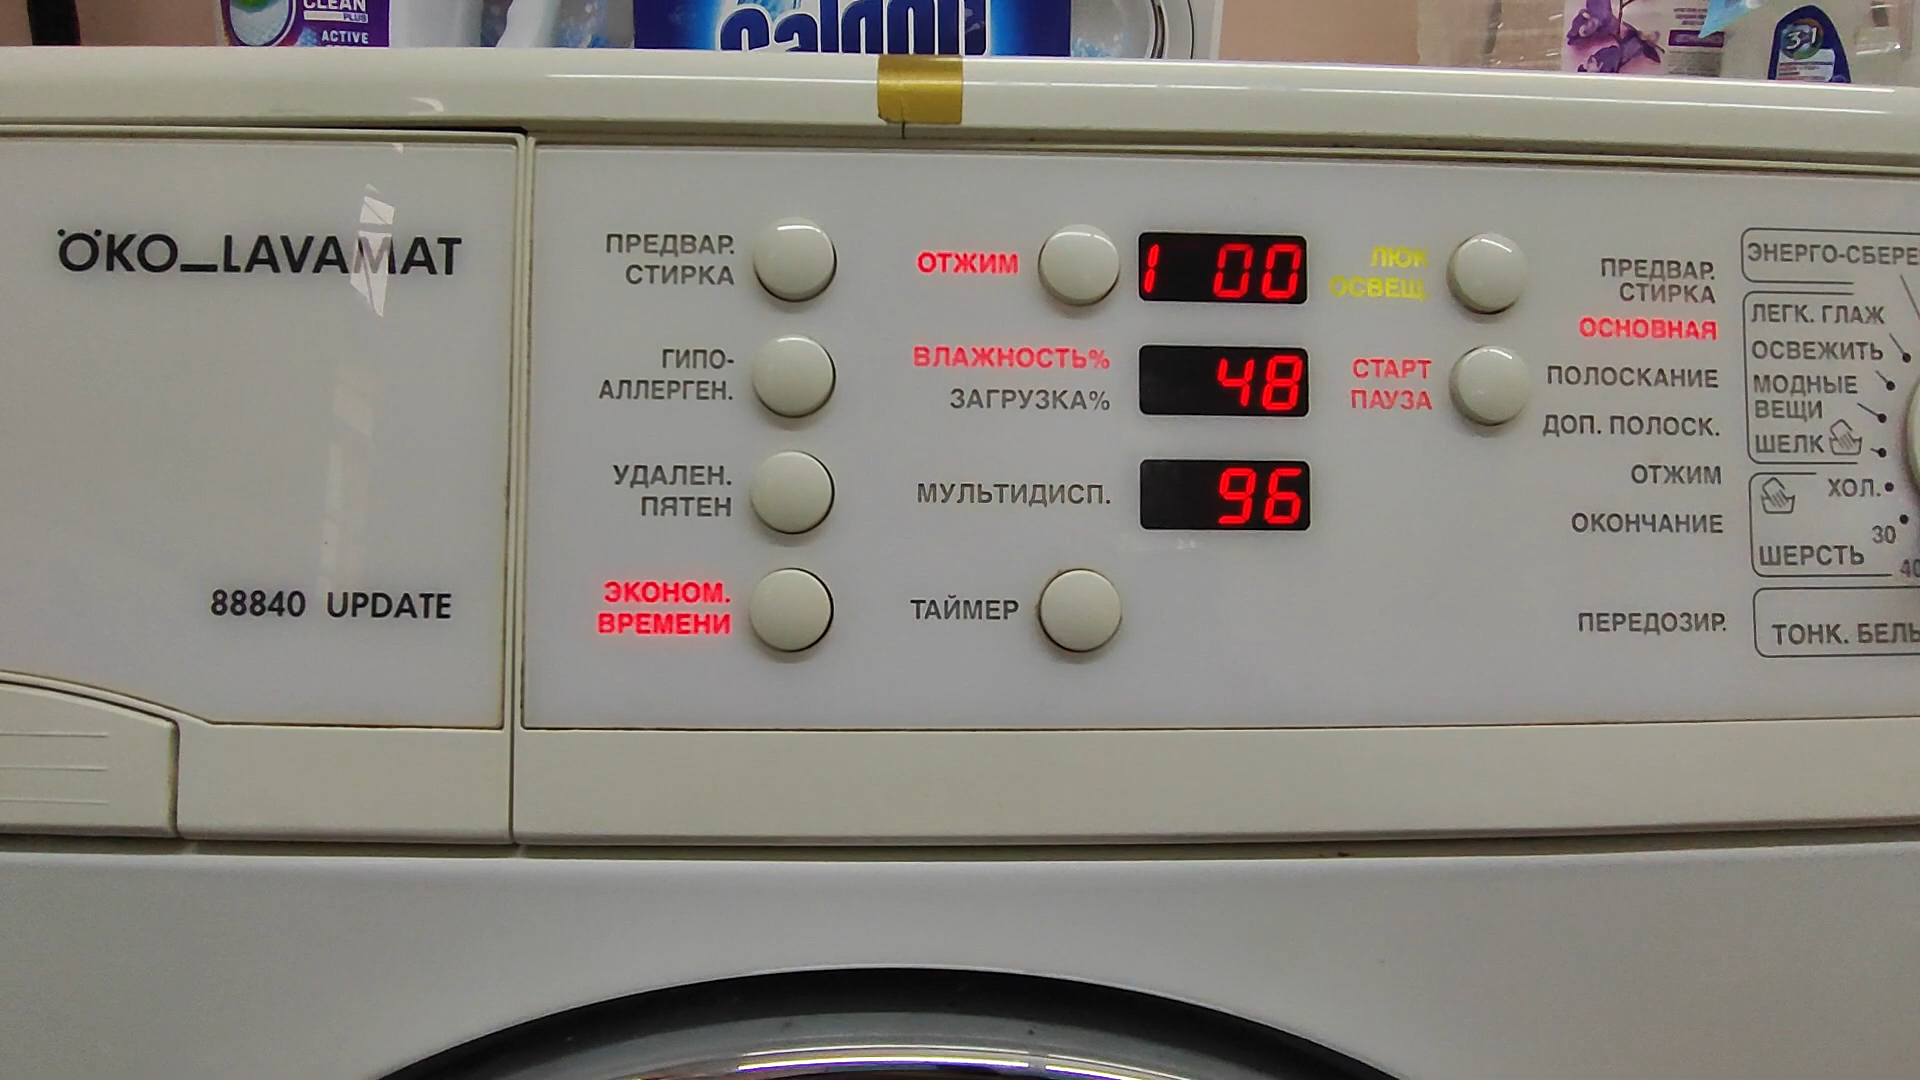 CLEAN
PLUS
ACTIVE
3in1
ÖKO_LAVAMAT
88840 UPDATE
ПРЕДВАР.
СТИРКА
ГИПО-
АЛЛЕРГЕН.
УДАЛЕН.
ПЯТЕН
ЭКОНОМ.
ВРЕМЕНИ
ОТЖИМ
1 00
ВЛАЖНОСТЬ%
ЗАГРУЗКА%
48
МУЛЬТИДИСП.
96
ТАЙМЕР
ЛЮК
ОСВЕЩ.
СТАРТ
ПАУЗА
ПРЕДВАР.
СТИРКА
ОСНОВНАЯ
ПОЛОСКАНИЕ
ДОП. ПОЛОСК.
ОТЖИМ
ОКОНЧАНИЕ
ПЕРЕДОЗИР.
ЭНЕРГО-СБЕРЕ
ЛЕГК. ГЛАЖ
ОСВЕЖИТЬ
МОДНЫЕ
ВЕЩИ
ШЕЛК
ХОЛ.
30
ШЕРСТЬ
40
ТОНК. БЕЛЬ